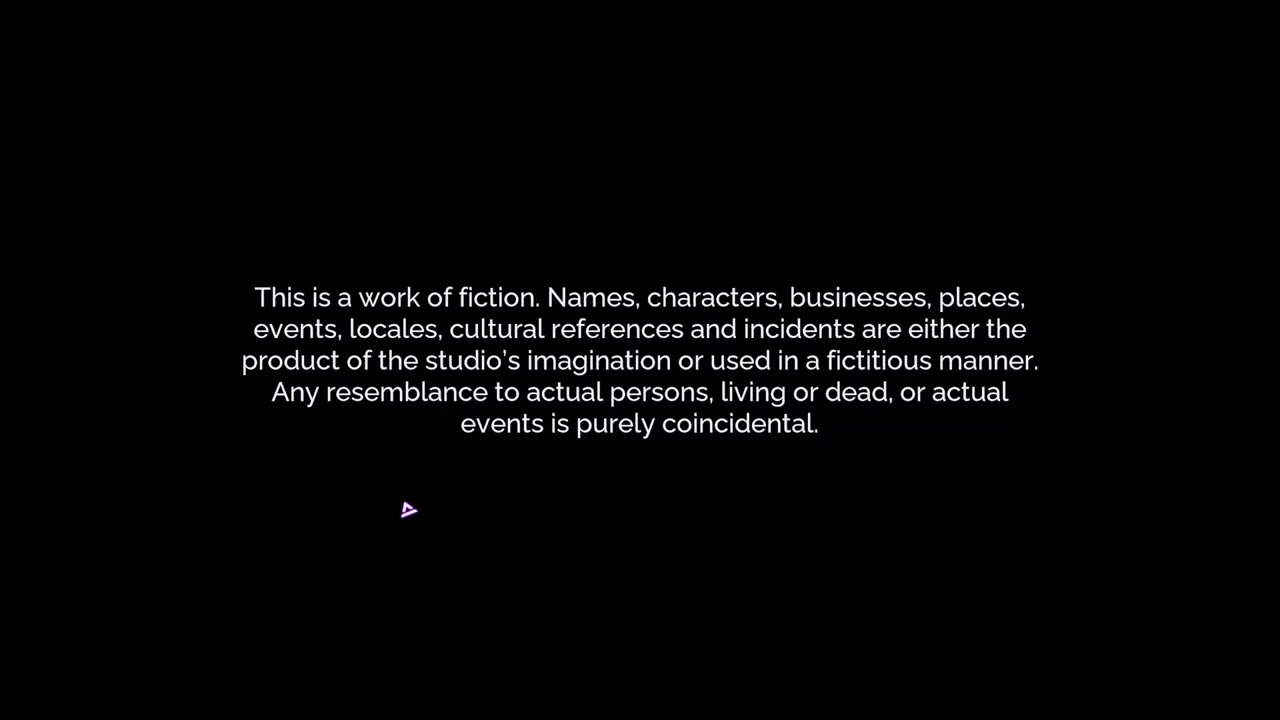 This is a work of fiction. Names, characters, businesses, places,
events, locales, cultural references and incidents are either the
product of the studio's imagination or used in a fictitious manner.
Any resemblance to actual persons, living or dead, or actual
events is purely coincidental.